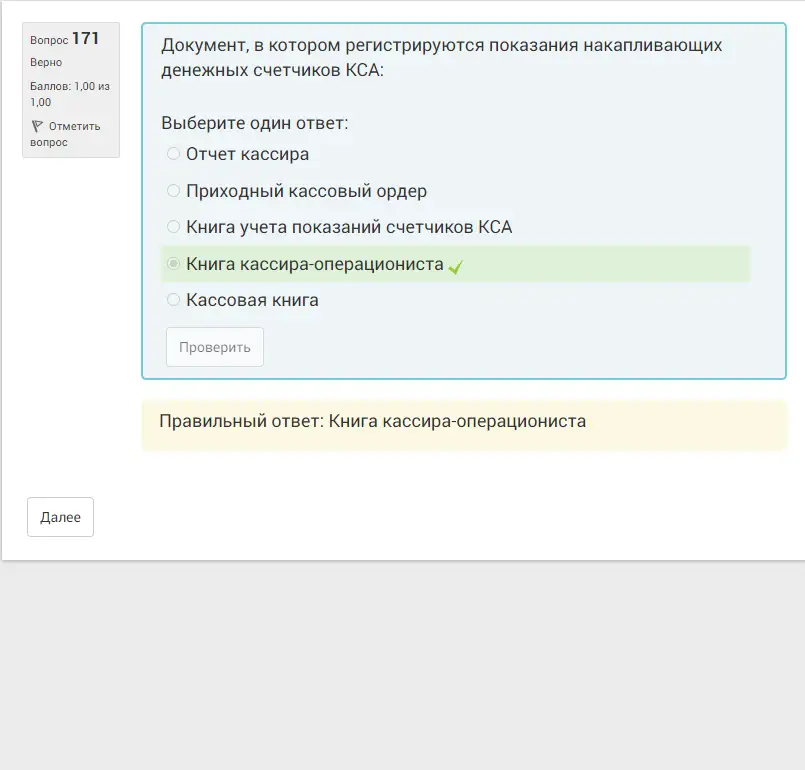 Вопрос 171
Верно
Баллов: 1,00 из
1,00
Отметить
вопрос
Документ, в котором регистрируются показания накапливающих
денежных счетчиков КСА:
Выберите один ответ:
Отчет кассира
Приходный кассовый ордер
Книга учета показаний счетчиков КСА
Книга кассира-операциониста
Кассовая книга
Проверить
Правильный ответ: Книга кассира-операциониста
Далее